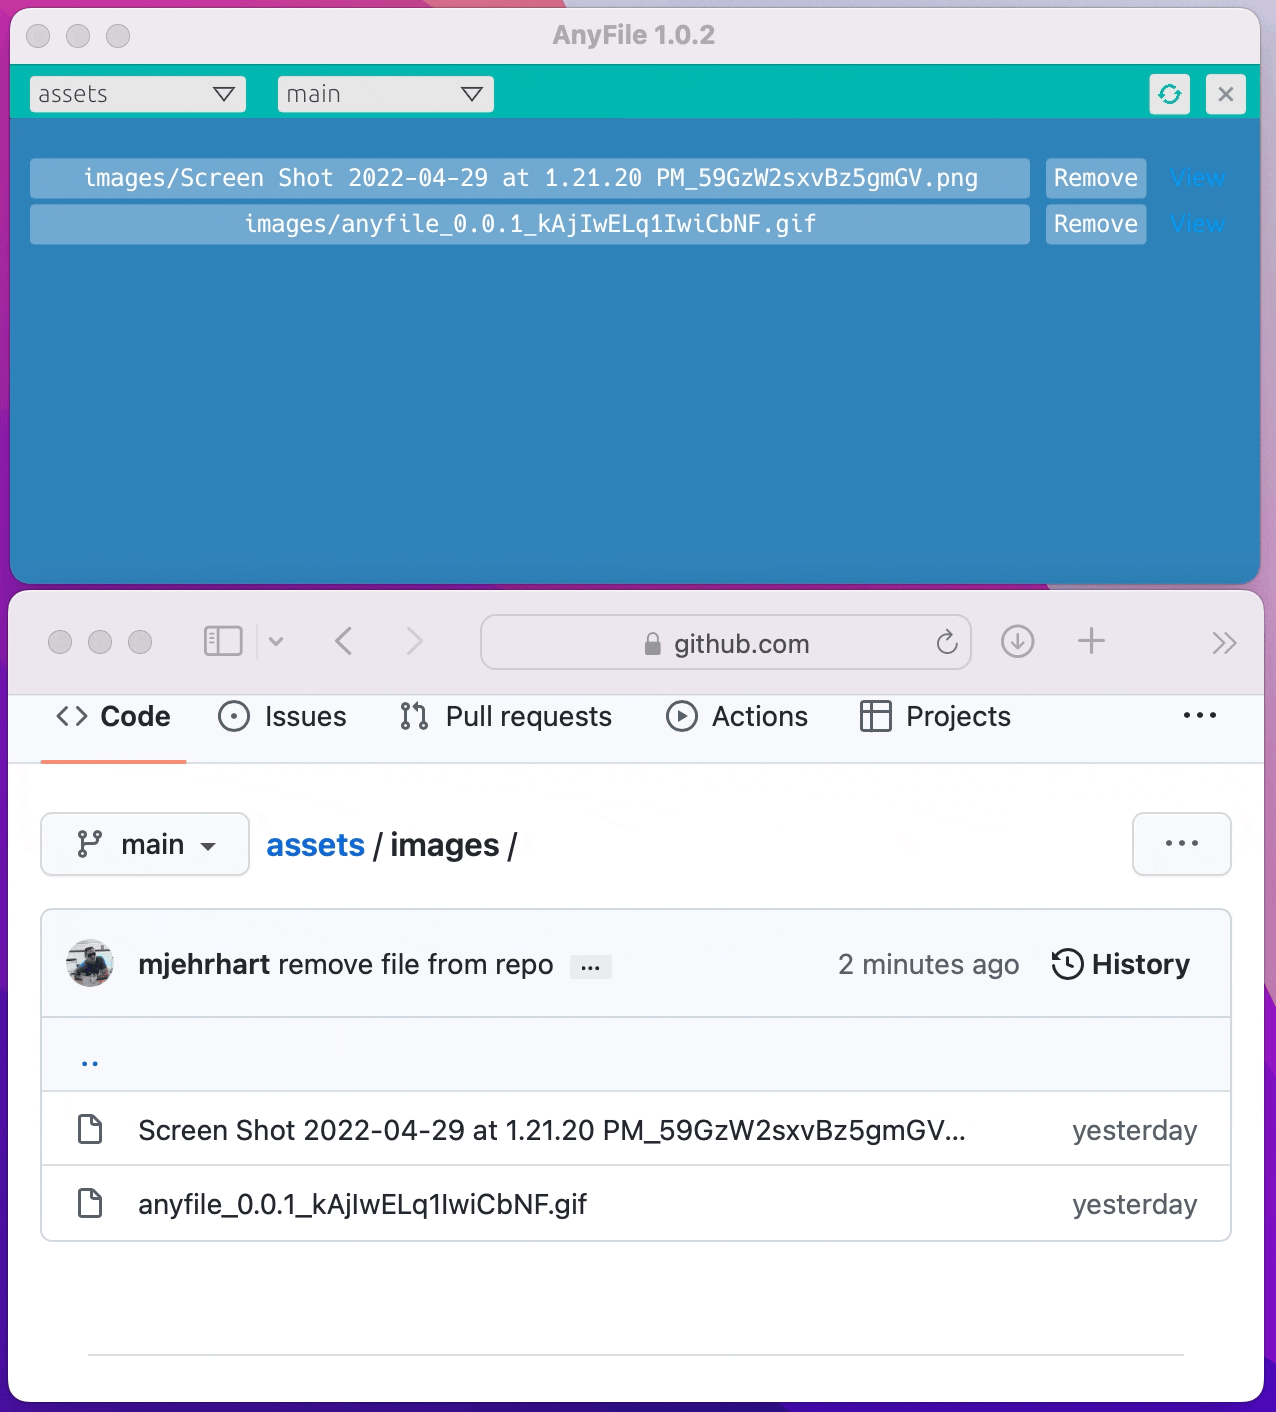 AnyFile 1.0.2
assets main
images/Screen Shot 2022-04-29 at 1.21.20 PM_59GzW2sxvBz5gmGV.png Remove View
images/anyfile_0.0.1_kAjIwELq1IwiCbNF.gif Remove View
github.com
Code Issues Pull requests Actions Projects ...
main assets / images / ...
mjehrhart remove file from repo ... 2 minutes ago History
..
Screen Shot 2022-04-29 at 1.21.20 PM_59GzW2sxvBz5gmGV... yesterday
anyfile_0.0.1_kAjIwELq1IwiCbNF.gif yesterday